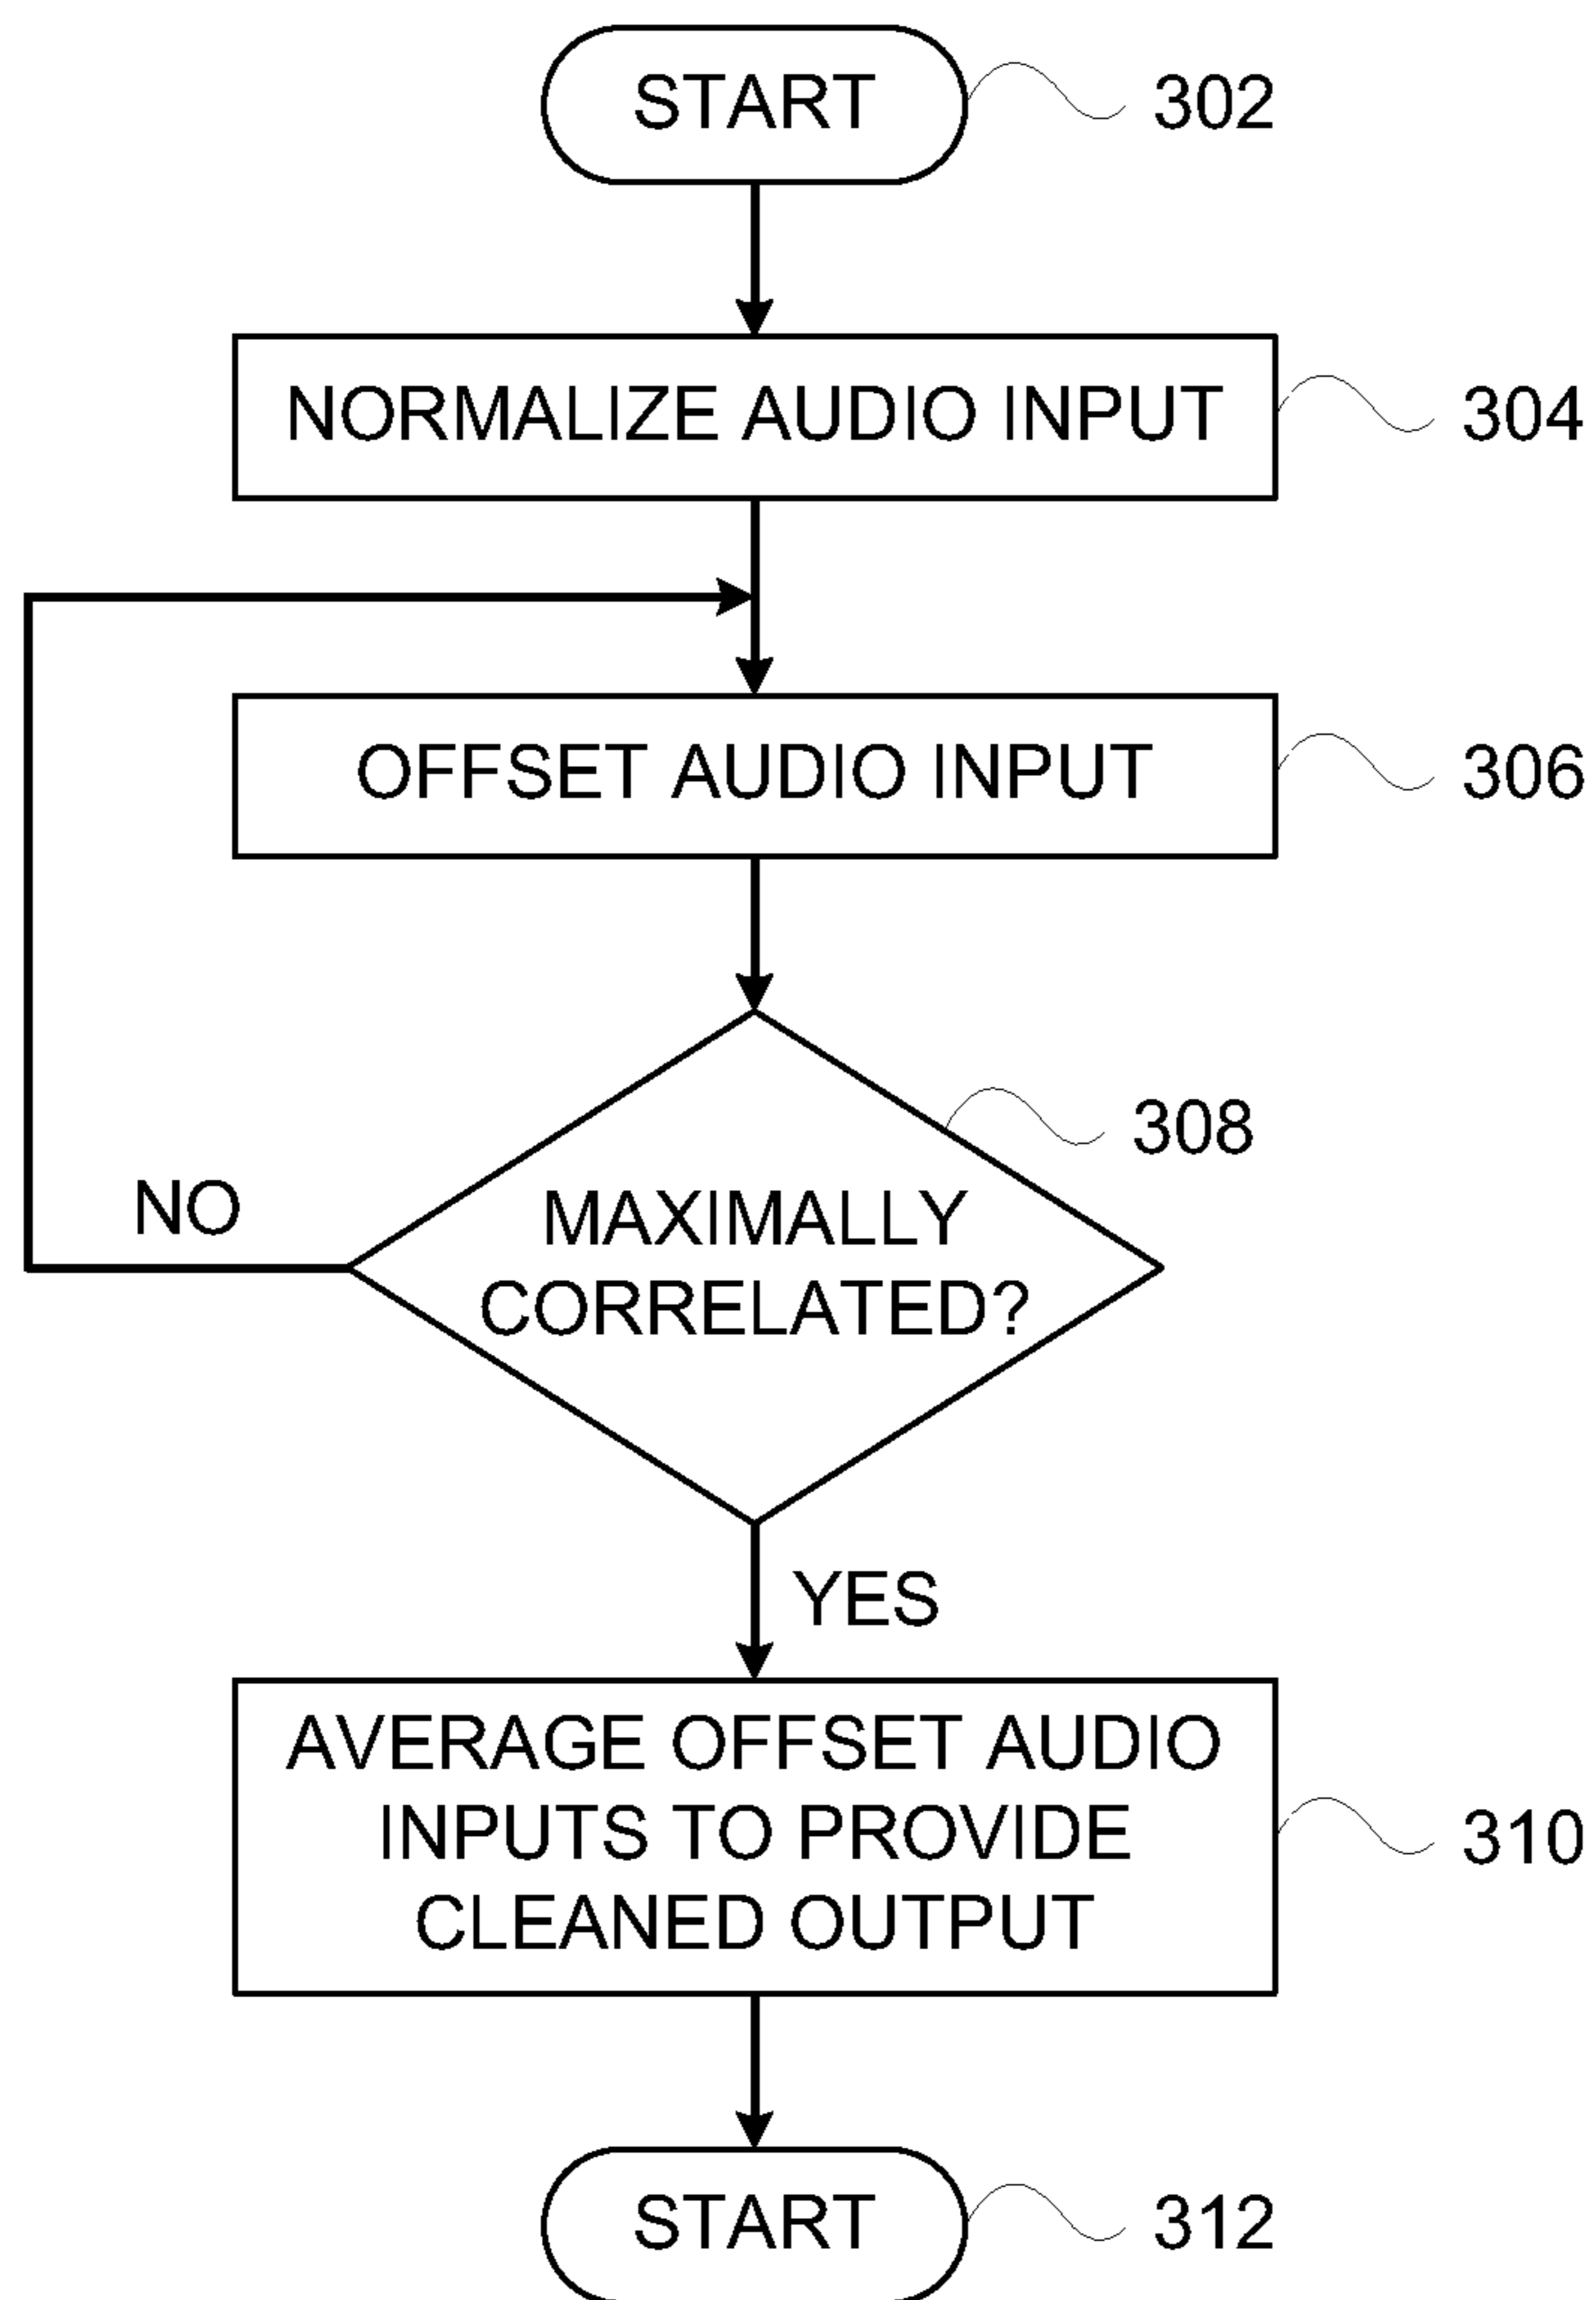 START
302
NORMALIZE AUDIO INPUT
304
OFFSET AUDIO INPUT
306
308
MAXIMALLY
CORRELATED?
NO
YES
AVERAGE OFFSET AUDIO
INPUTS TO PROVIDE
CLEANED OUTPUT
310
START
312